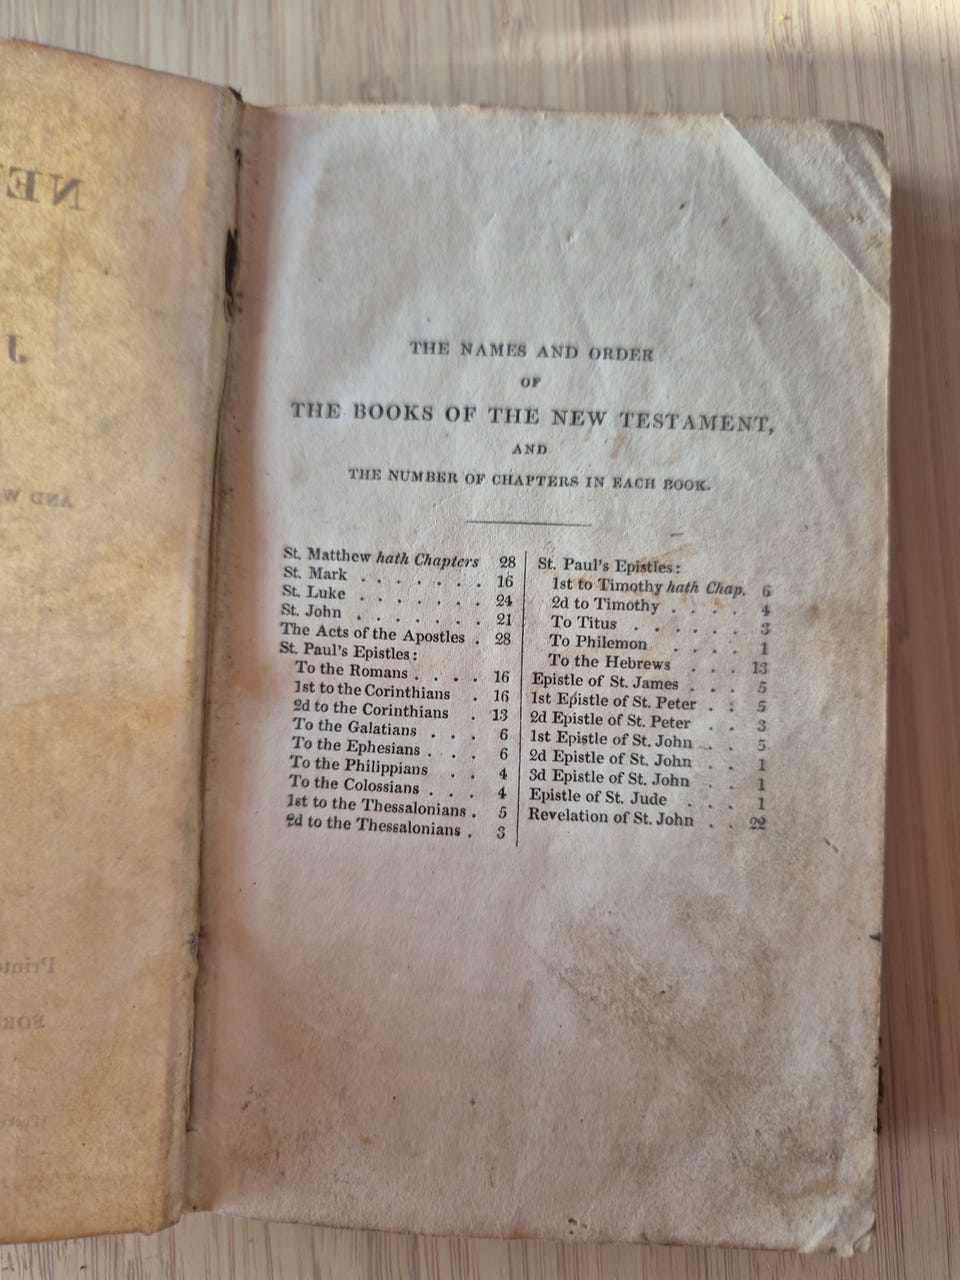 THE NAMES AND ORDER
OF
THE BOOKS OF THE NEW TESTAMENT,
AND
THE NUMBER OF CHAPTERS IN EACH BOOK.
St. Matthew hath Chapters 28
St. Mark . . . . . . . 16
St. Luke . . . . . . . 24
St. John . . . . . . . 21
The Acts of the Apostles . 28
St. Paul's Epistles:
To the Romans . . . . 16
1st to the Corinthians . 16
2d to the Corinthians . 13
To the Galatians . . . 6
To the Ephesians . . . 6
To the Philippians . . 4
To the Colossians . . . 4
1st to the Thessalonians . 5
2d to the Thessalonians . 3
St. Paul's Epistles:
1st to Timothy hath Chap. 6
2d to Timothy . . . . 4
To Titus . . . . . . 3
To Philemon . . . . 1
To the Hebrews . . . 13
Epistle of St. James . . . 5
1st Epistle of St. Peter . . 5
2d Epistle of St. Peter . . 3
1st Epistle of St. John . . 5
2d Epistle of St. John . . 1
3d Epistle of St. John . . 1
Epistle of St. Jude . . . 1
Revelation of St. John . . 22